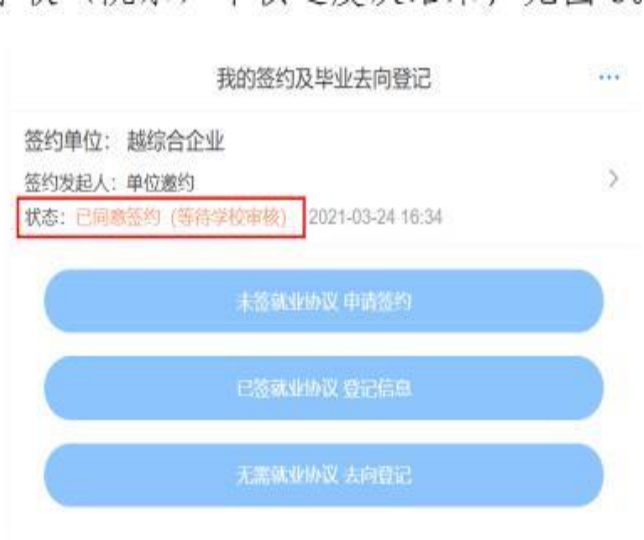 我的签约及毕业去向登记
签约单位： 越综合企业
签约发起人：单位邀约
状态：已同意签约（等待学校审核） 2021-03-24 16:34
未签就业协议 申请签约
已签就业协议 登记信息
无需就业协议 去向登记